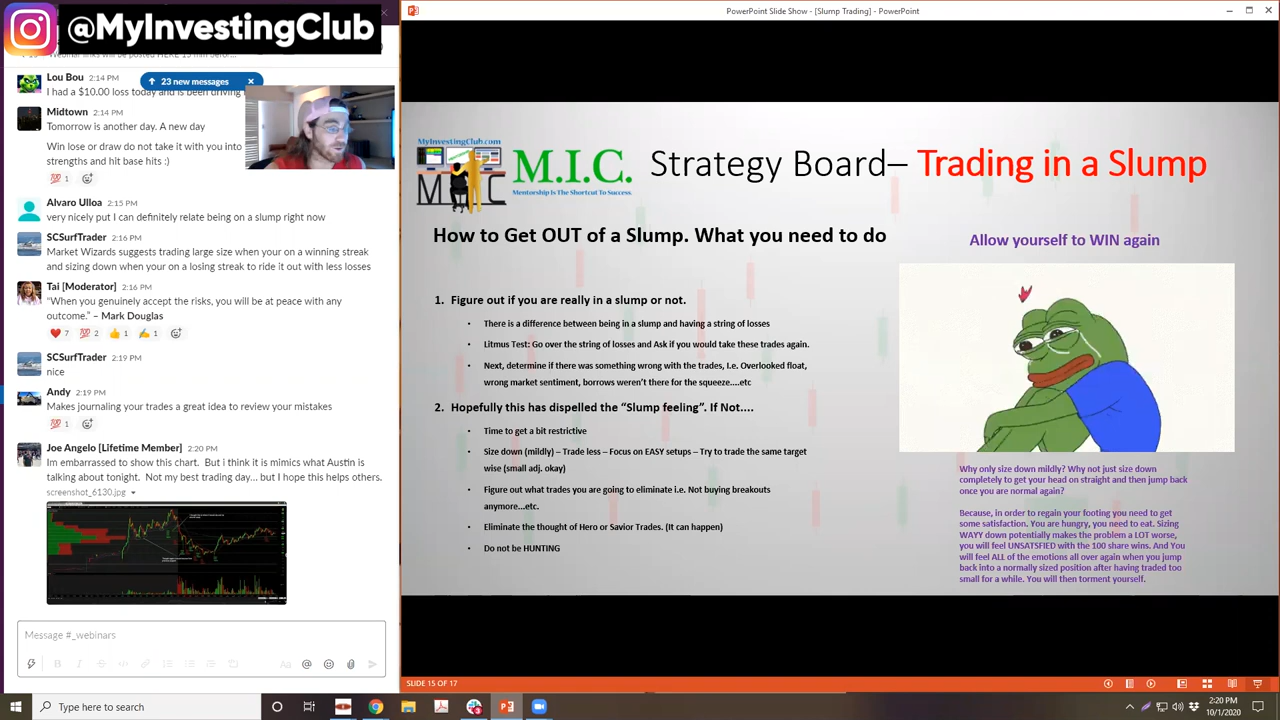 @MyInvestingClub
PowerPoint Slide Show - [Slump Trading] - PowerPoint
Lou Bou 2:14 PM
23 new messages
I had a $10.00 loss today and is been driving
Midtown 2:14 PM
Tomorrow is another day. A new day
Win lose or draw do not take it with you into
strengths and hit base hits :)
1
Alvaro Ulloa 2:15 PM
very nicely put I can definitely relate being on a slump right now
SCSurfTrader 2:16 PM
Market Wizards suggests trading large size when your on a winning streak
and sizing down when your on a losing streak to ride it out with less losses
Tai [Moderator] 2:16 PM
“When you genuinely accept the risks, you will be at peace with any
outcome.” – Mark Douglas
7 2 1 1
SCSurfTrader 2:19 PM
nice
Andy 2:19 PM
Makes journaling your trades a great idea to review your mistakes
1
Joe Angelo [Lifetime Member] 2:20 PM
Im embarrassed to show this chart. But i think it is mimics what Austin is
talking about tonight. Not my best trading day... but I hope this helps others.
screenshot_6130.jpg
Message #_webinars
Aa @
MyInvestingClub.com
MIC
M.I.C.
Mentorship Is The Shortcut To Success.
Strategy Board– Trading in a Slump
How to Get OUT of a Slump. What you need to do
1. Figure out if you are really in a slump or not.
• There is a difference between being in a slump and having a string of losses
• Litmus Test: Go over the string of losses and Ask if you would take these trades again.
• Next, determine if there was something wrong with the trades, I.e. Overlooked float,
wrong market sentiment, borrows weren’t there for the squeeze....etc
2. Hopefully this has dispelled the “Slump feeling”. If Not....
• Time to get a bit restrictive
• Size down (mildly) – Trade less – Focus on EASY setups – Try to trade the same target
wise (small adj. okay)
• Figure out what trades you are going to eliminate i.e. Not buying breakouts
anymore...etc.
• Eliminate the thought of Hero or Savior Trades. (It can happen)
• Do not be HUNTING
Allow yourself to WIN again
Why only size down mildly? Why not just size down
completely to get your head on straight and then jump back
once you are normal again?
Because, in order to regain your footing you need to get
some satisfaction. You are hungry, you need to eat. Sizing
WAYY down potentially makes the problem a LOT worse,
you will feel UNSATSFIED with the 100 share wins. And You
will feel ALL of the emotions all over again when you jump
back into a normally sized position after having traded too
small for a while. You will then torment yourself.
SLIDE 15 OF 17
Type here to search
2:20 PM
10/1/2020